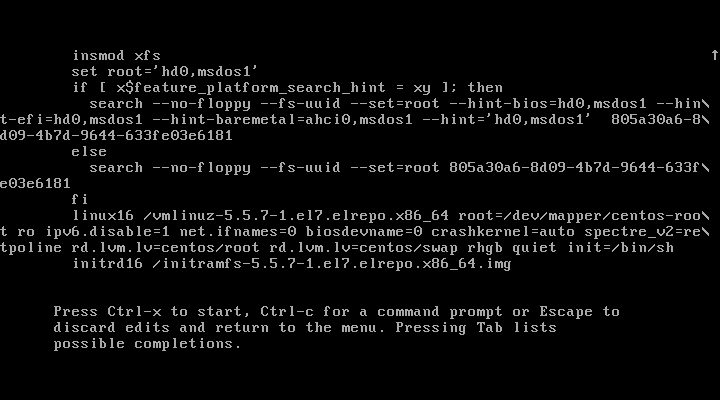 insmod xfs
↑
set root='hd0,msdos1'
if [ x$feature_platform_search_hint = xy ]; then
search --no-floppy --fs-uuid --set=root --hint-bios=hd0,msdos1 --hin\
t-efi=hd0,msdos1 --hint-baremetal=ahci0,msdos1 --hint='hd0,msdos1'  805a30a6-8\
d09-4b7d-9644-633fe03e6181
else
search --no-floppy --fs-uuid --set=root 805a30a6-8d09-4b7d-9644-633f\
e03e6181
fi
linux16 /vmlinuz-5.5.7-1.el7.elrepo.x86_64 root=/dev/mapper/centos-roo\
t ro ipv6.disable=1 net.ifnames=0 biosdevname=0 crashkernel=auto spectre_v2=re\
tpoline rd.lvm.lv=centos/root rd.lvm.lv=centos/swap rhgb quiet init=/bin/sh
initrd16 /initramfs-5.5.7-1.el7.elrepo.x86_64.img
Press Ctrl-x to start, Ctrl-c for a command prompt or Escape to
discard edits and return to the menu. Pressing Tab lists
possible completions.